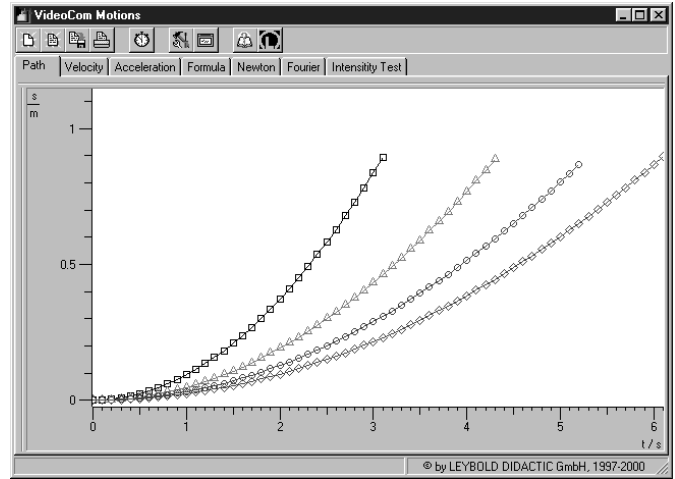 VideoCom Motions
Path Velocity Acceleration Formula Newton Fourier Intensitity Test
s
m
1
0.5
0
0 1 2 3 4 5 6
t / s
© by LEYBOLD DIDACTIC GmbH, 1997-2000